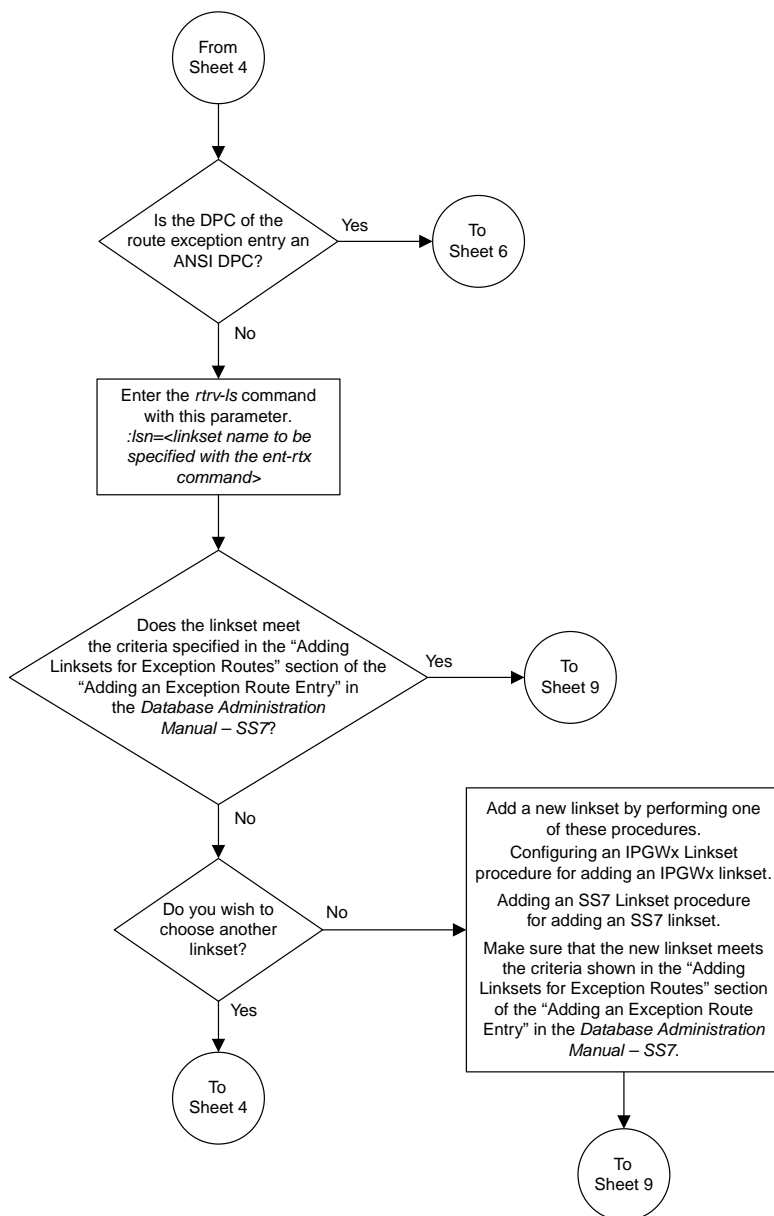 From
Sheet 4
Is the DPC of the
route exception entry an
ANSI DPC?
Yes
To
Sheet 6
No
Enter the rtrv-ls command
with this parameter.
:lsn=<linkset name to be
specified with the ent-rtx
command>
Does the linkset meet
the criteria specified in the “Adding
Linksets for Exception Routes” section of the
“Adding an Exception Route Entry” in
the Database Administration
Manual – SS7?
Yes
To
Sheet 9
No
Do you wish to
choose another
linkset?
No
Add a new linkset by performing one
of these procedures.
Configuring an IPGWx Linkset
procedure for adding an IPGWx linkset.
Adding an SS7 Linkset procedure
for adding an SS7 linkset.
Make sure that the new linkset meets
the criteria shown in the “Adding
Linksets for Exception Routes” section
of the “Adding an Exception Route
Entry” in the Database Administration
Manual – SS7.
Yes
To
Sheet 4
To
Sheet 9